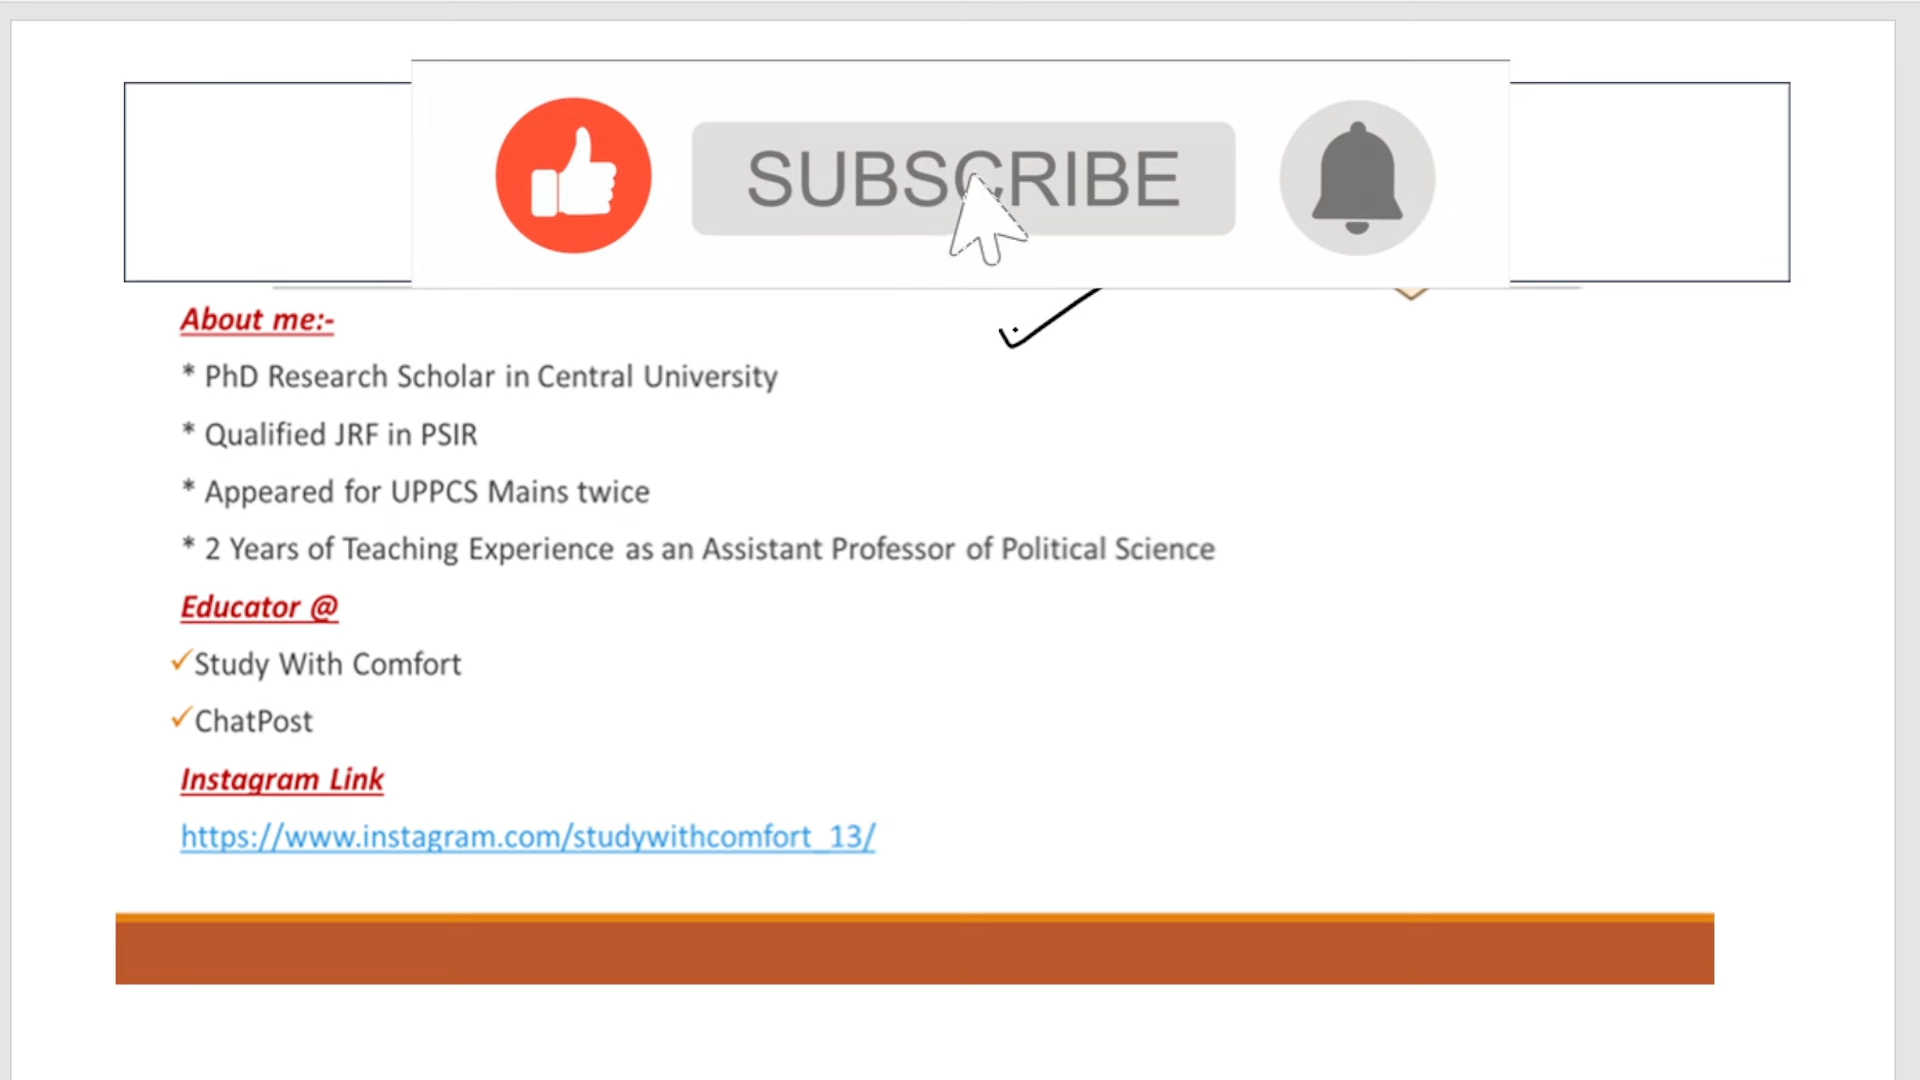 SUBSCRIBE
About me:-
* PhD Research Scholar in Central University
* Qualified JRF in PSIR
* Appeared for UPPCS Mains twice
* 2 Years of Teaching Experience as an Assistant Professor of Political Science
Educator @
✓Study With Comfort
✓ChatPost
Instagram Link
https://www.instagram.com/studywithcomfort_13/